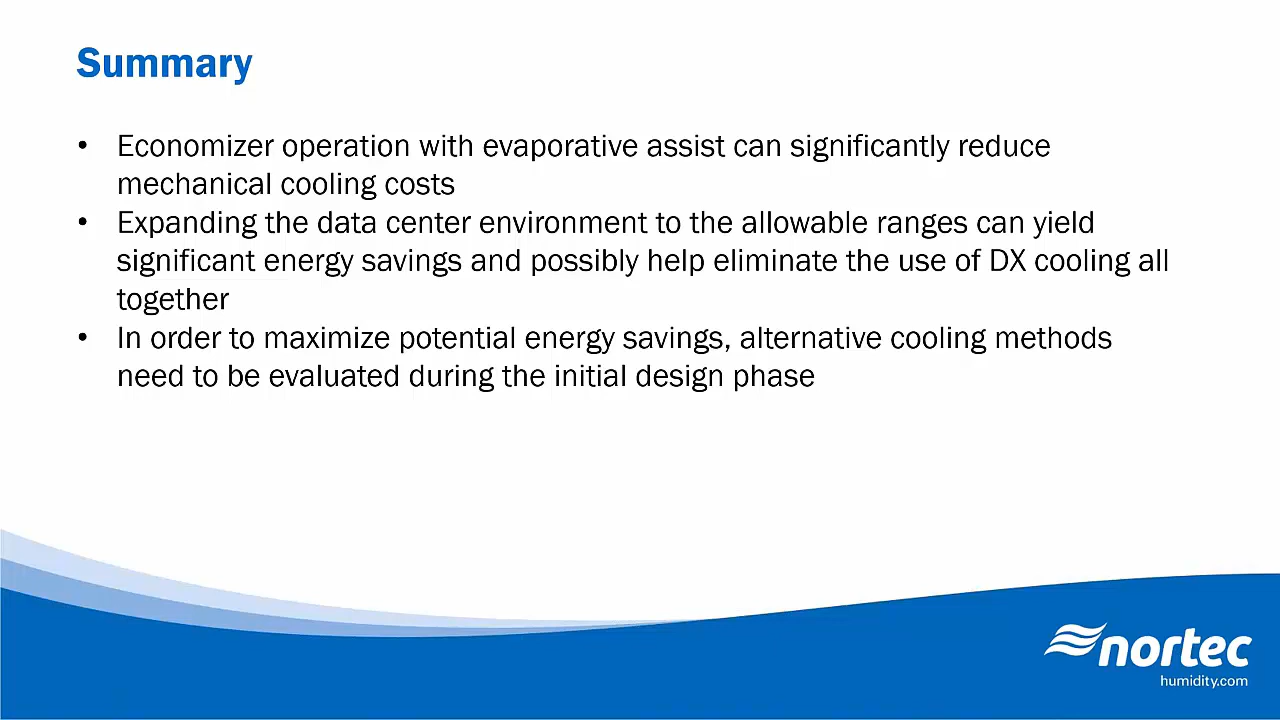 Summary
• Economizer operation with evaporative assist can significantly reduce
mechanical cooling costs
• Expanding the data center environment to the allowable ranges can yield
significant energy savings and possibly help eliminate the use of DX cooling all
together
• In order to maximize potential energy savings, alternative cooling methods
need to be evaluated during the initial design phase
nortec
humidity.com